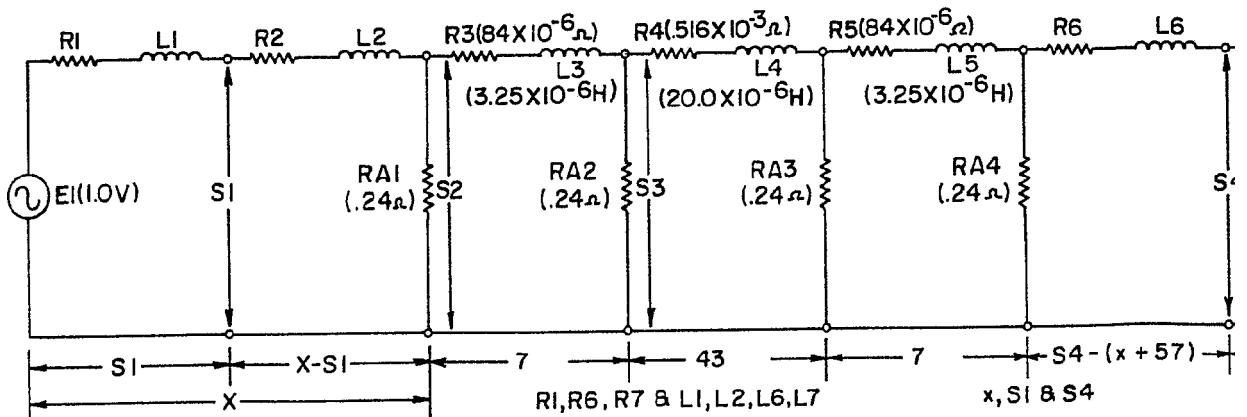 R1 L1 R2 L2 R3(84X10⁻⁶Ω) R4(.516X10⁻³Ω) R5(84X10⁻⁶Ω) R6 L6
L3 L4 L5
(3.25X10⁻⁶H) (20.0X10⁻⁶H) (3.25X10⁻⁶H)
E1(1.0V) S1 RA1 S2 RA2 S3 RA3 RA4 S4
(.24Ω) (.24Ω) (.24Ω) (.24Ω)
S1 X-S1 7 43 7 S4-(x+57)
X R1,R6, R7 & L1, L2, L6, L7 x, S1 & S4